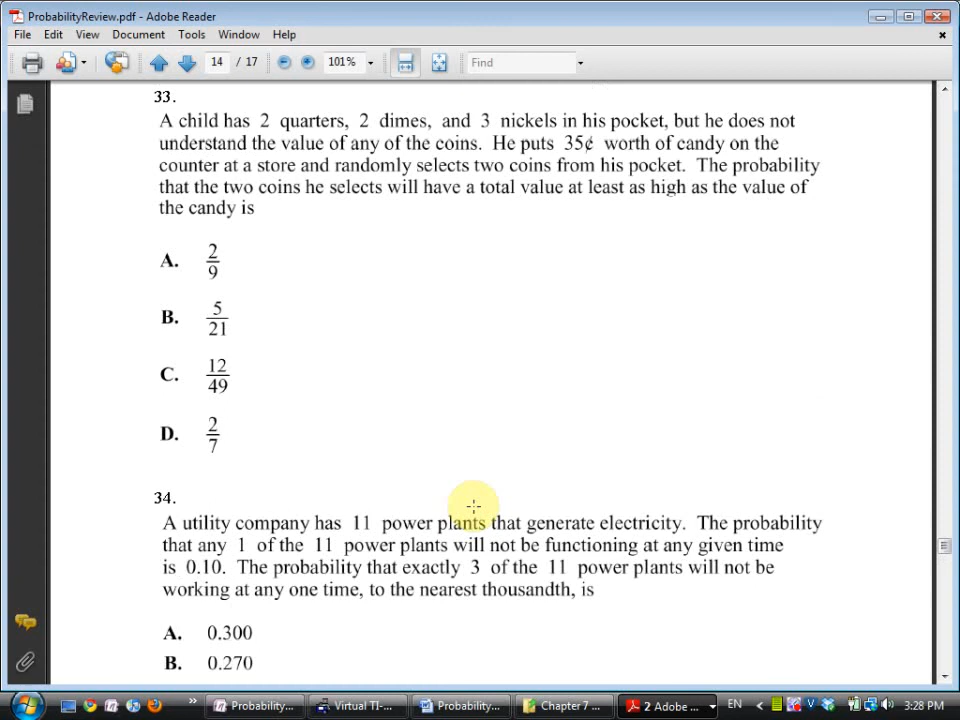 ProbabilityReview.pdf - Adobe Reader
File Edit View Document Tools Window Help
14 / 17 101% Find
33.
A child has 2 quarters, 2 dimes, and 3 nickels in his pocket, but he does not
understand the value of any of the coins. He puts 35¢ worth of candy on the
counter at a store and randomly selects two coins from his pocket. The probability
that the two coins he selects will have a total value at least as high as the value of
the candy is
A. 2/9
B. 5/21
C. 12/49
D. 2/7
34.
A utility company has 11 power plants that generate electricity. The probability
that any 1 of the 11 power plants will not be functioning at any given time
is 0.10. The probability that exactly 3 of the 11 power plants will not be
working at any one time, to the nearest thousandth, is
A. 0.300
B. 0.270
Probability... Virtual TI-... Probability... Chapter 7 ... 2 Adobe ... EN 3:28 PM